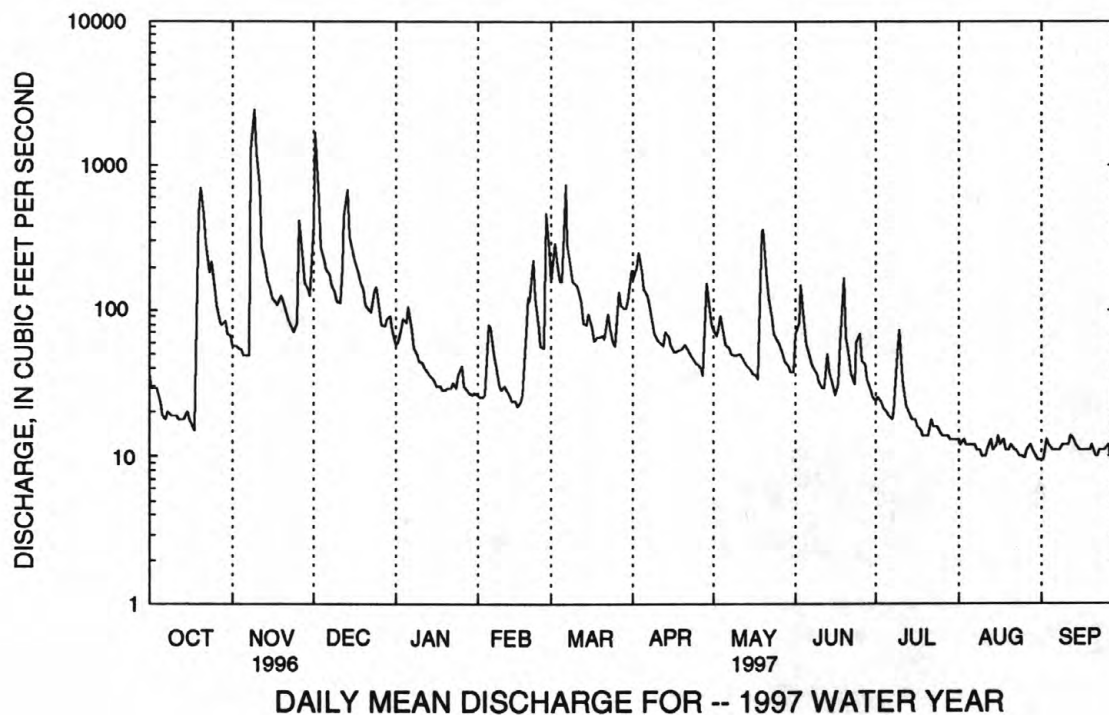 DISCHARGE, IN CUBIC FEET PER SECOND
10000
1000
100
10
1
OCT NOV DEC JAN FEB MAR APR MAY JUN JUL AUG SEP
1996 1997
DAILY MEAN DISCHARGE FOR -- 1997 WATER YEAR